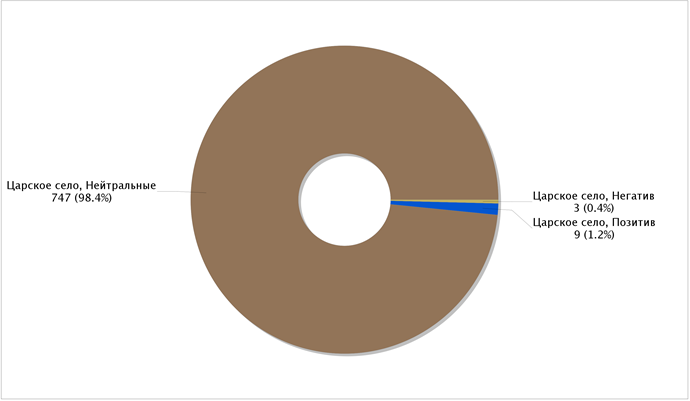 Царское село, Нейтральные
747 (98.4%)
Царское село, Негатив
3 (0.4%)
Царское село, Позитив
9 (1.2%)